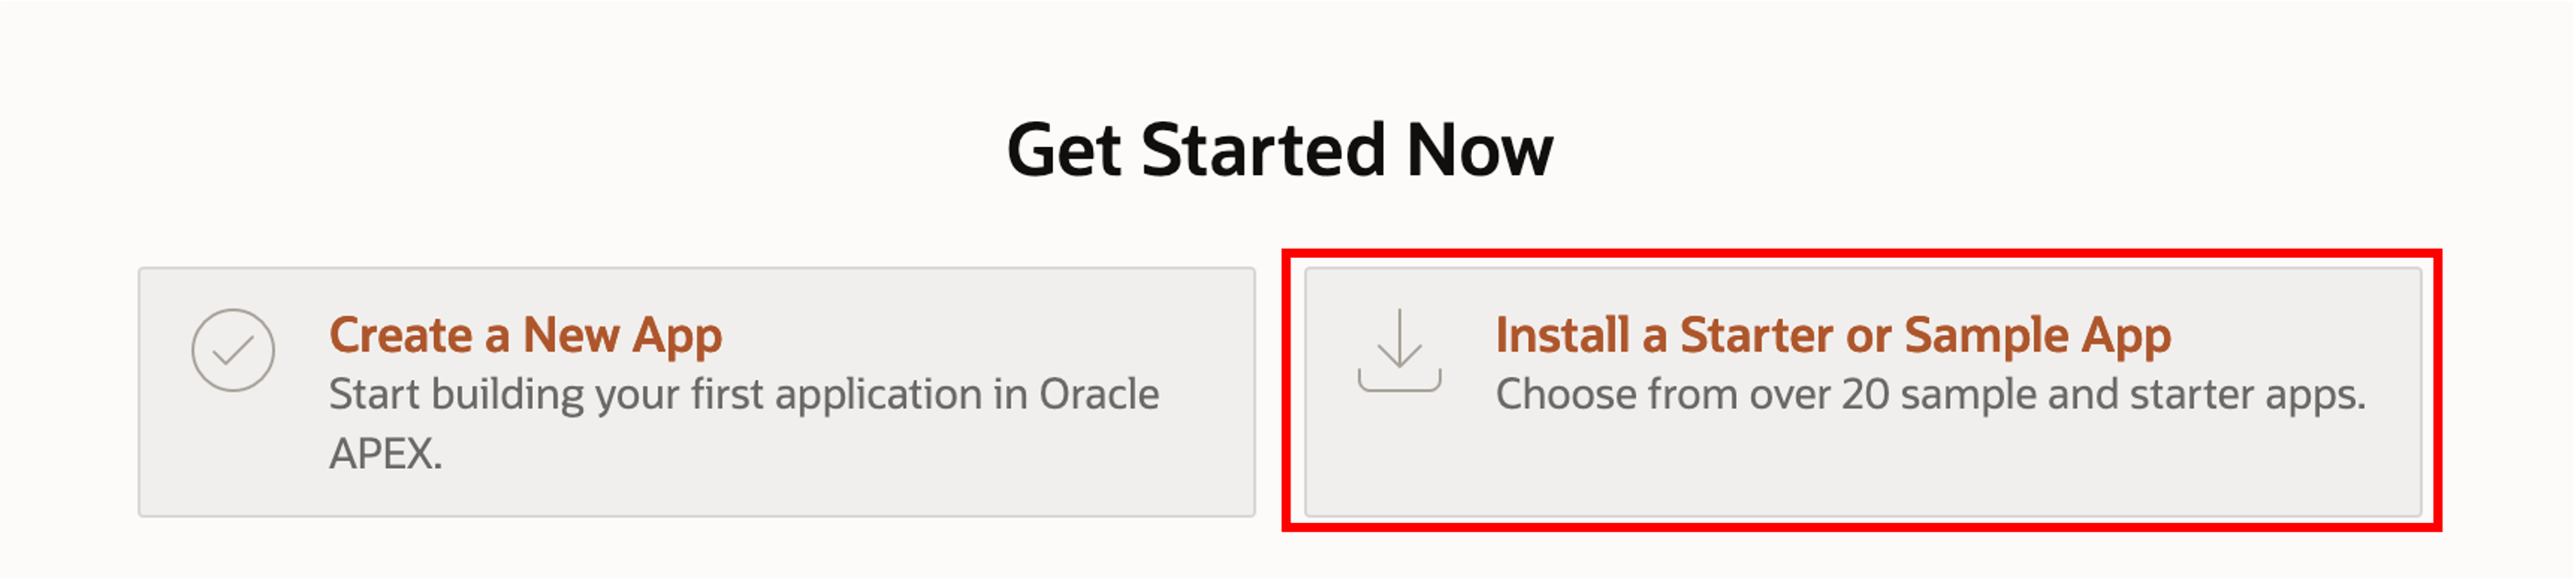 Get Started Now
Create a New App
Start building your first application in Oracle
APEX.
Install a Starter or Sample App
Choose from over 20 sample and starter apps.